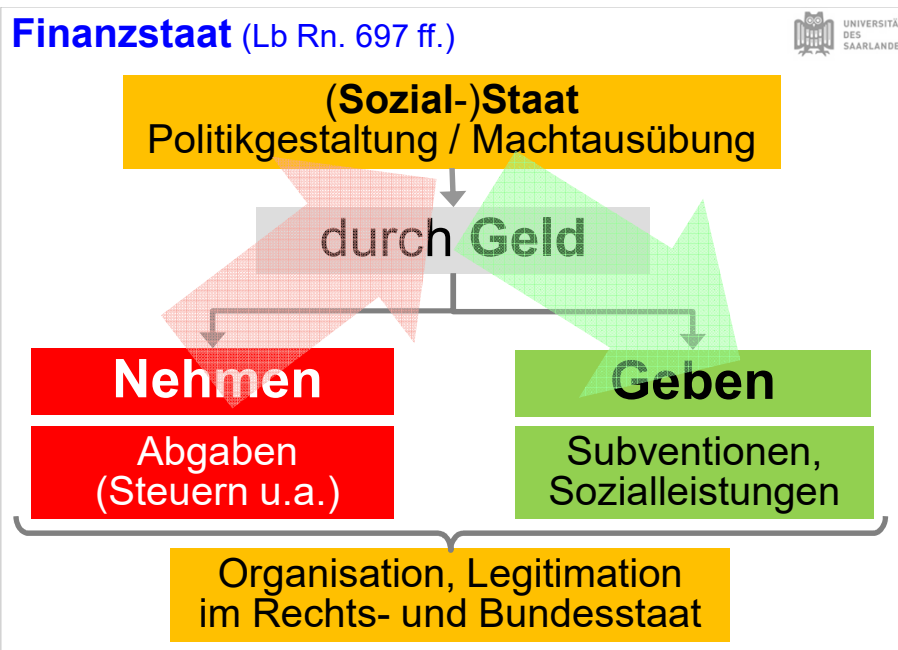 Finanzstaat (Lb Rn. 697 ff.)
UNIVERSITÄ
DES
SAARLANDE
(Sozial-)Staat
Politikgestaltung / Machtausübung
durch Geld
Nehmen
Geben
Abgaben
(Steuern u.a.)
Subventionen,
Sozialleistungen
Organisation, Legitimation
im Rechts- und Bundesstaat